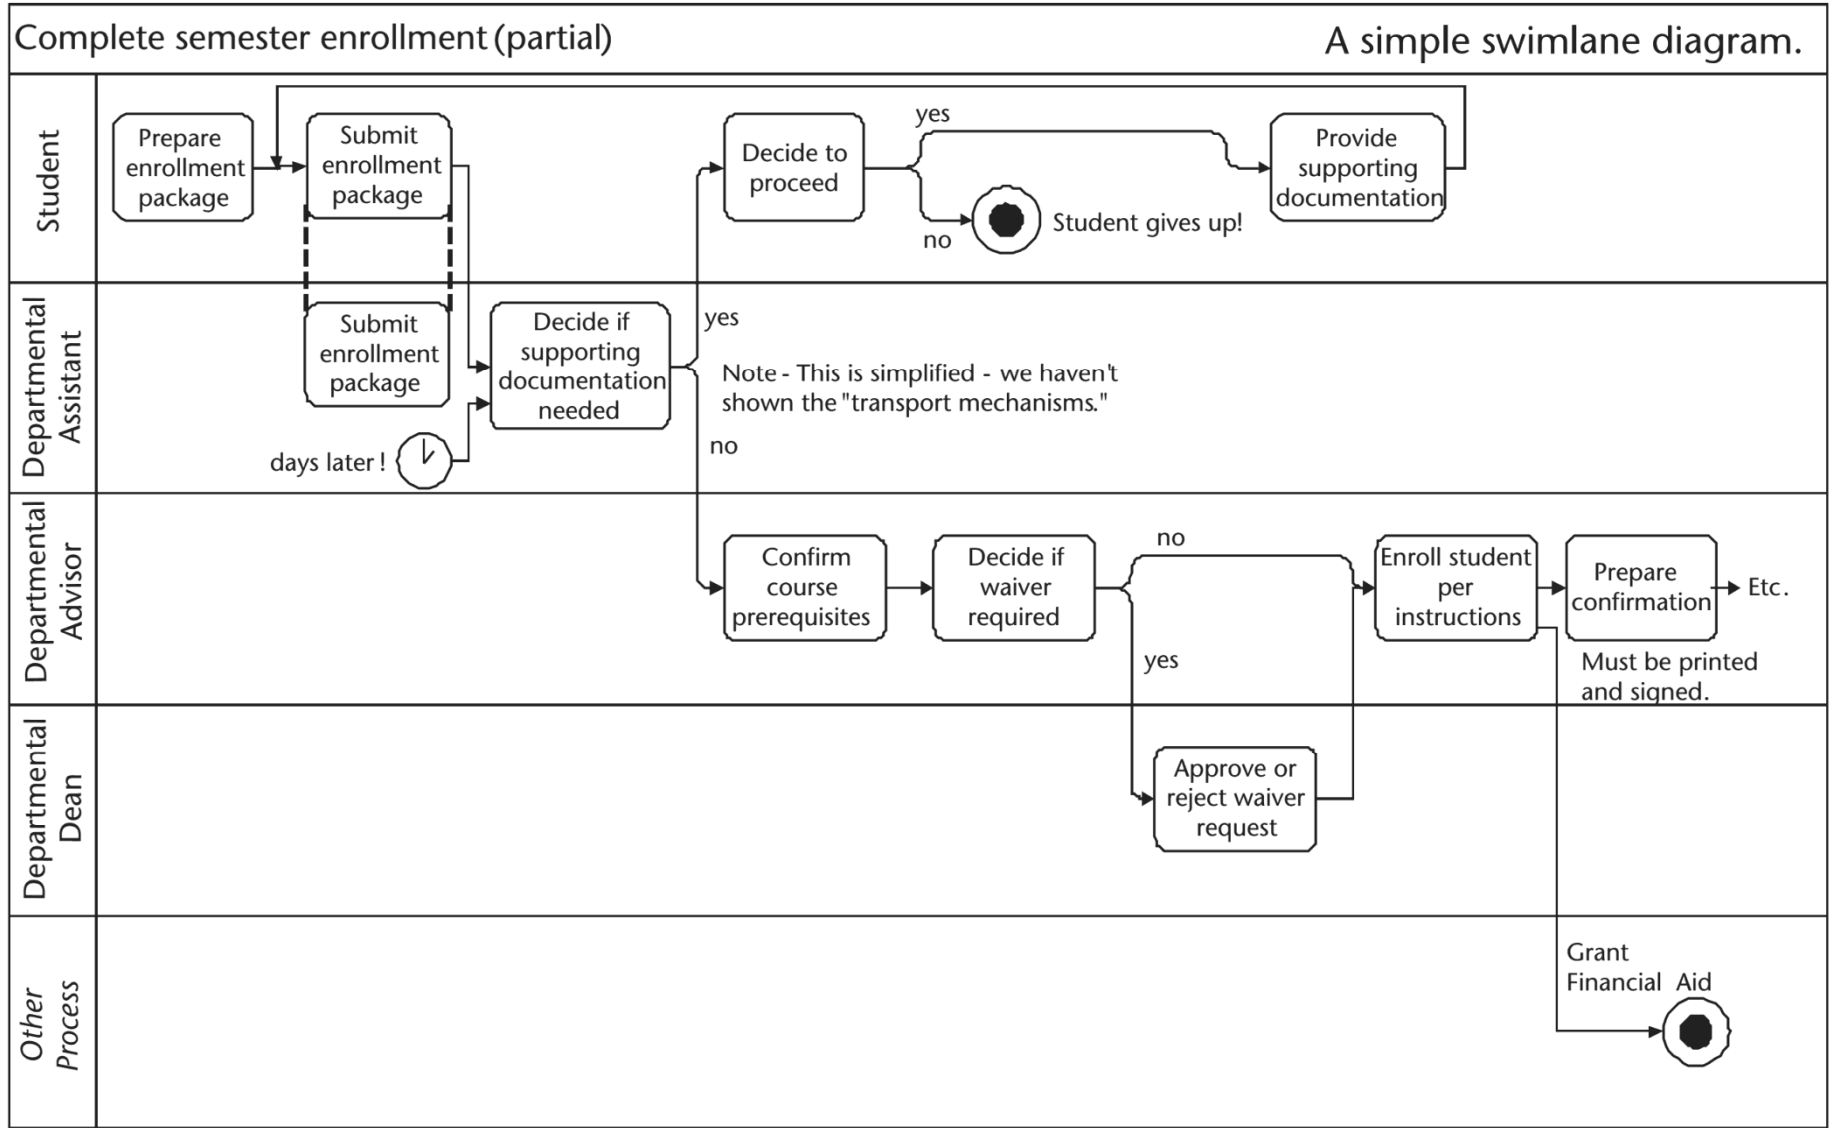 Complete semester enrollment (partial)
A simple swimlane diagram.
Student
Prepare
enrollment
package
Submit
enrollment
package
Decide to
proceed
yes
no
Student gives up!
Provide
supporting
documentation
Departmental
Assistant
Submit
enrollment
package
days later!
Decide if
supporting
documentation
needed
yes
no
Note - This is simplified - we haven't
shown the "transport mechanisms."
Departmental
Advisor
Confirm
course
prerequisites
Decide if
waiver
required
no
yes
Enroll student
per
instructions
Prepare
confirmation
Etc.
Must be printed
and signed.
Departmental
Dean
Approve or
reject waiver
request
Other
Process
Grant
Financial Aid